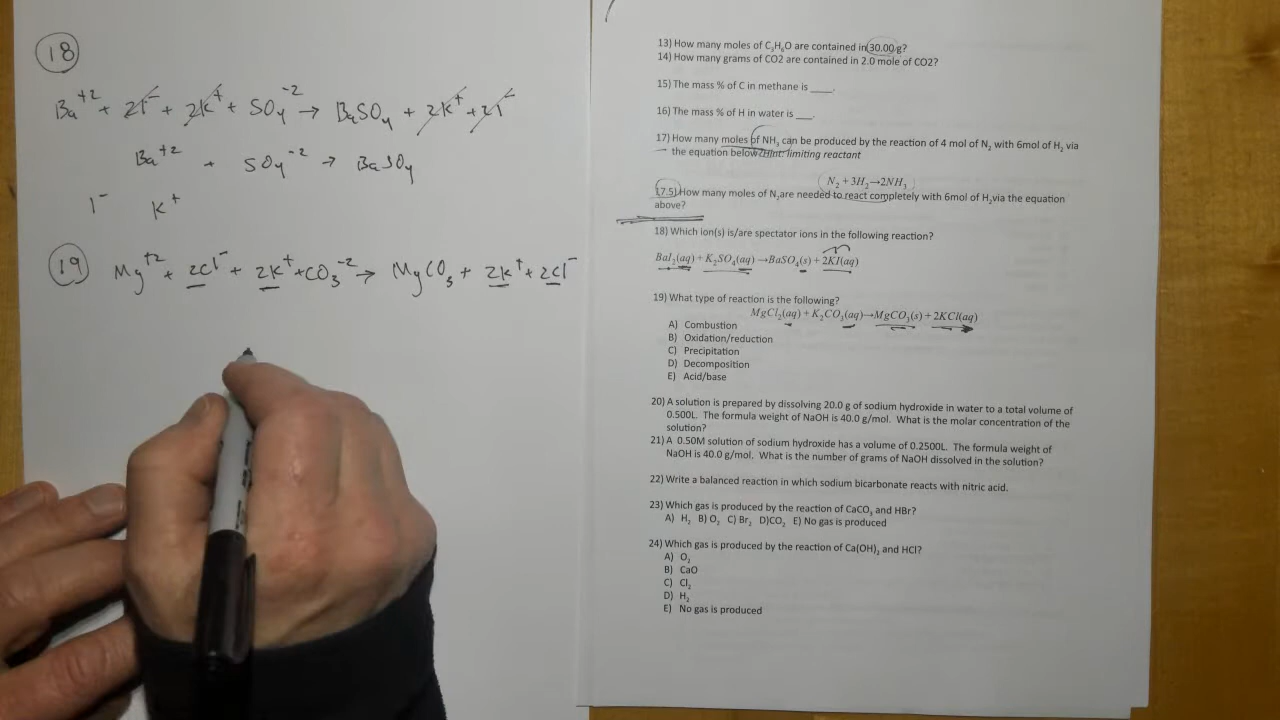 18
Ba⁺² + 2I⁻ + 2K⁺ + SO₄⁻² → BaSO₄ + 2K⁺ + 2I⁻
Ba⁺² + SO₄⁻² → BaSO₄
I⁻ K⁺
19 Mg⁺² + 2Cl⁻ + 2K⁺ + CO₃⁻² → MgCO₃ + 2K⁺ + 2Cl⁻
13) How many moles of C₃H₈O are contained in 30.00 g?
14) How many grams of CO2 are contained in 2.0 mole of CO2?
15) The mass % of C in methane is ____.
16) The mass % of H in water is ___.
17) How many moles of NH₃ can be produced by the reaction of 4 mol of N₂ with 6mol of H₂ via
the equation below? Hint: limiting reactant
N₂ + 3H₂→2NH₃
17.5) How many moles of N₂are needed to react completely with 6mol of H₂via the equation
above?
18) Which ion(s) is/are spectator ions in the following reaction?
BaI₂(aq) + K₂SO₄(aq) →BaSO₄(s) + 2KI(aq)
19) What type of reaction is the following?
MgCl₂(aq) + K₂CO₃(aq)→MgCO₃(s) + 2KCl(aq)
A) Combustion
B) Oxidation/reduction
C) Precipitation
D) Decomposition
E) Acid/base
20) A solution is prepared by dissolving 20.0 g of sodium hydroxide in water to a total volume of
0.500L. The formula weight of NaOH is 40.0 g/mol. What is the molar concentration of the
solution?
21) A 0.50M solution of sodium hydroxide has a volume of 0.2500L. The formula weight of
NaOH is 40.0 g/mol. What is the number of grams of NaOH dissolved in the solution?
22) Write a balanced reaction in which sodium bicarbonate reacts with nitric acid.
23) Which gas is produced by the reaction of CaCO₃ and HBr?
A) H₂ B) O₂ C) Br₂ D)CO₂ E) No gas is produced
24) Which gas is produced by the reaction of Ca(OH)₂ and HCl?
A) O₂
B) CaO
C) Cl₂
D) H₂
E) No gas is produced